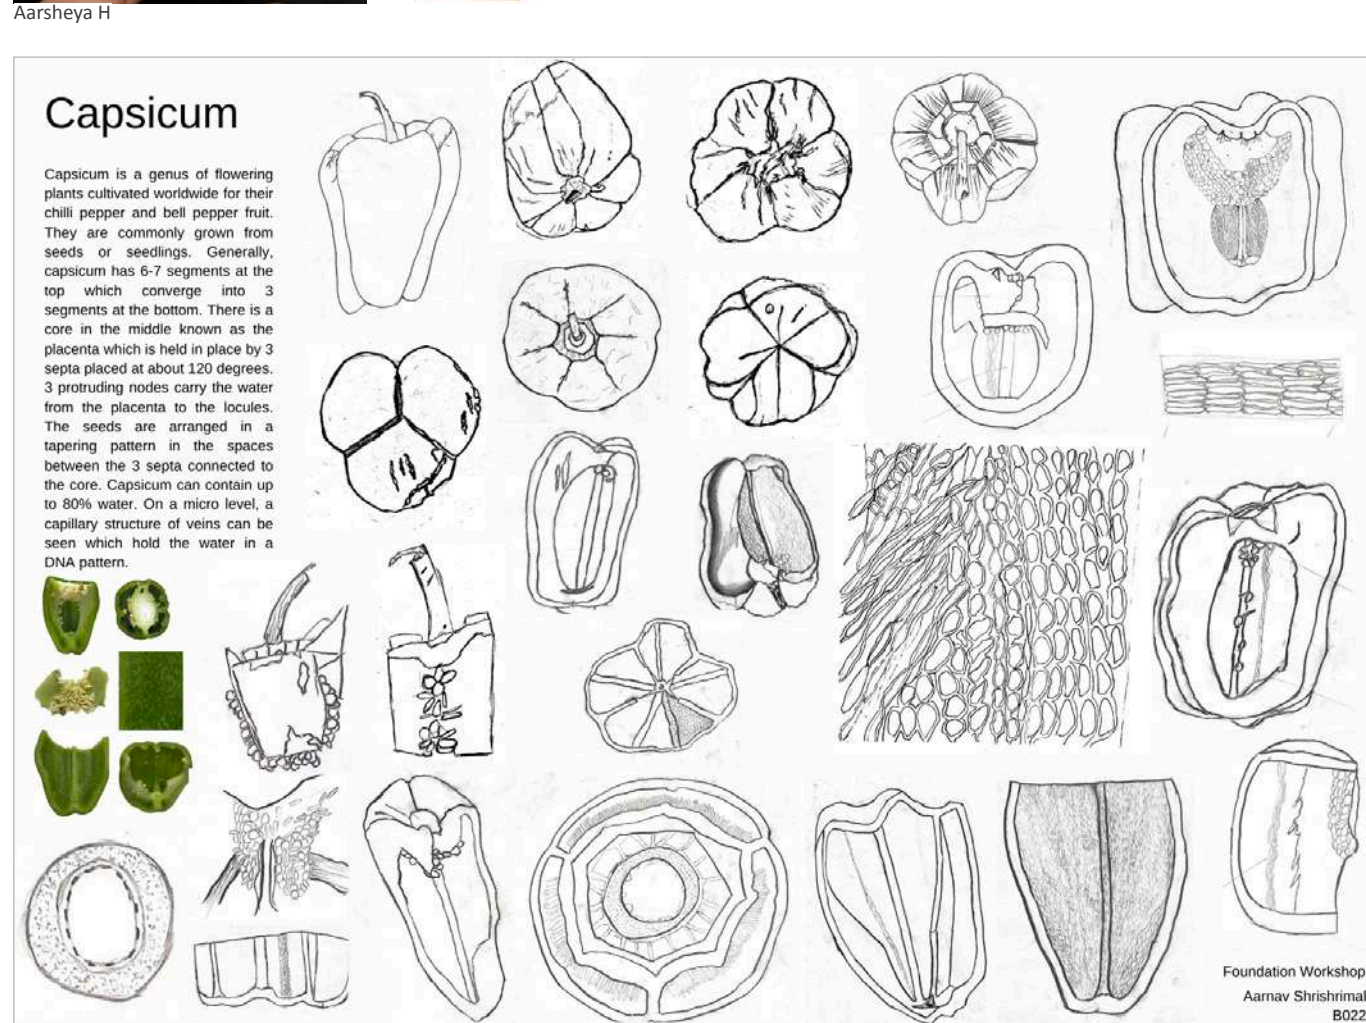 Aarsheya H
Capsicum
Capsicum is a genus of flowering
plants cultivated worldwide for their
chilli pepper and bell pepper fruit.
They are commonly grown from
seeds or seedlings. Generally,
capsicum has 6-7 segments at the
top which converge into 3
segments at the bottom. There is a
core in the middle known as the
placenta which is held in place by 3
septa placed at about 120 degrees.
3 protruding nodes carry the water
from the placenta to the locules.
The seeds are arranged in a
tapering pattern in the spaces
between the 3 septa connected to
the core. Capsicum can contain up
to 80% water. On a micro level, a
capillary structure of veins can be
seen which hold the water in a
DNA pattern.
Foundation Workshop
Aarnav Shrishrimal
B022